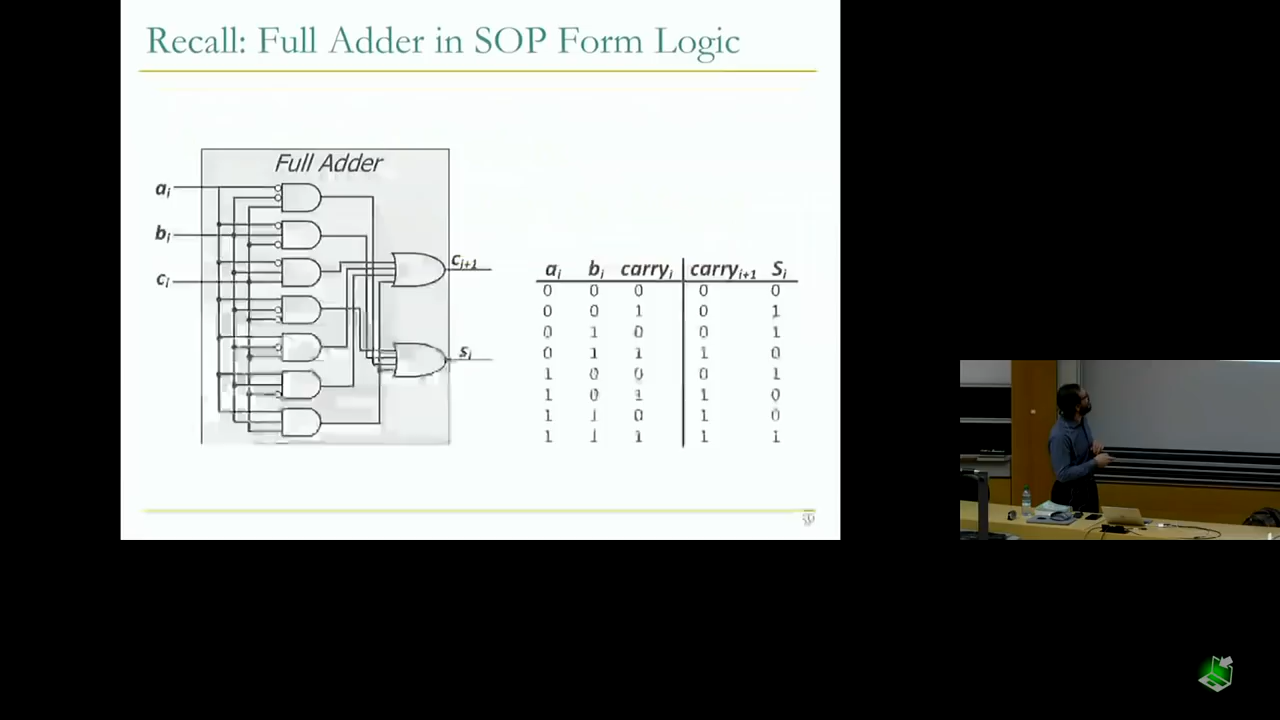 Recall: Full Adder in SOP Form Logic
Full Adder
aᵢ
bᵢ
cᵢ
cᵢ₊₁
sᵢ
aᵢ bᵢ carryᵢ carryᵢ₊₁ Sᵢ
0 0 0 0 0
0 0 1 0 1
0 1 0 0 1
0 1 1 1 0
1 0 0 0 1
1 0 1 1 0
1 1 0 1 0
1 1 1 1 1